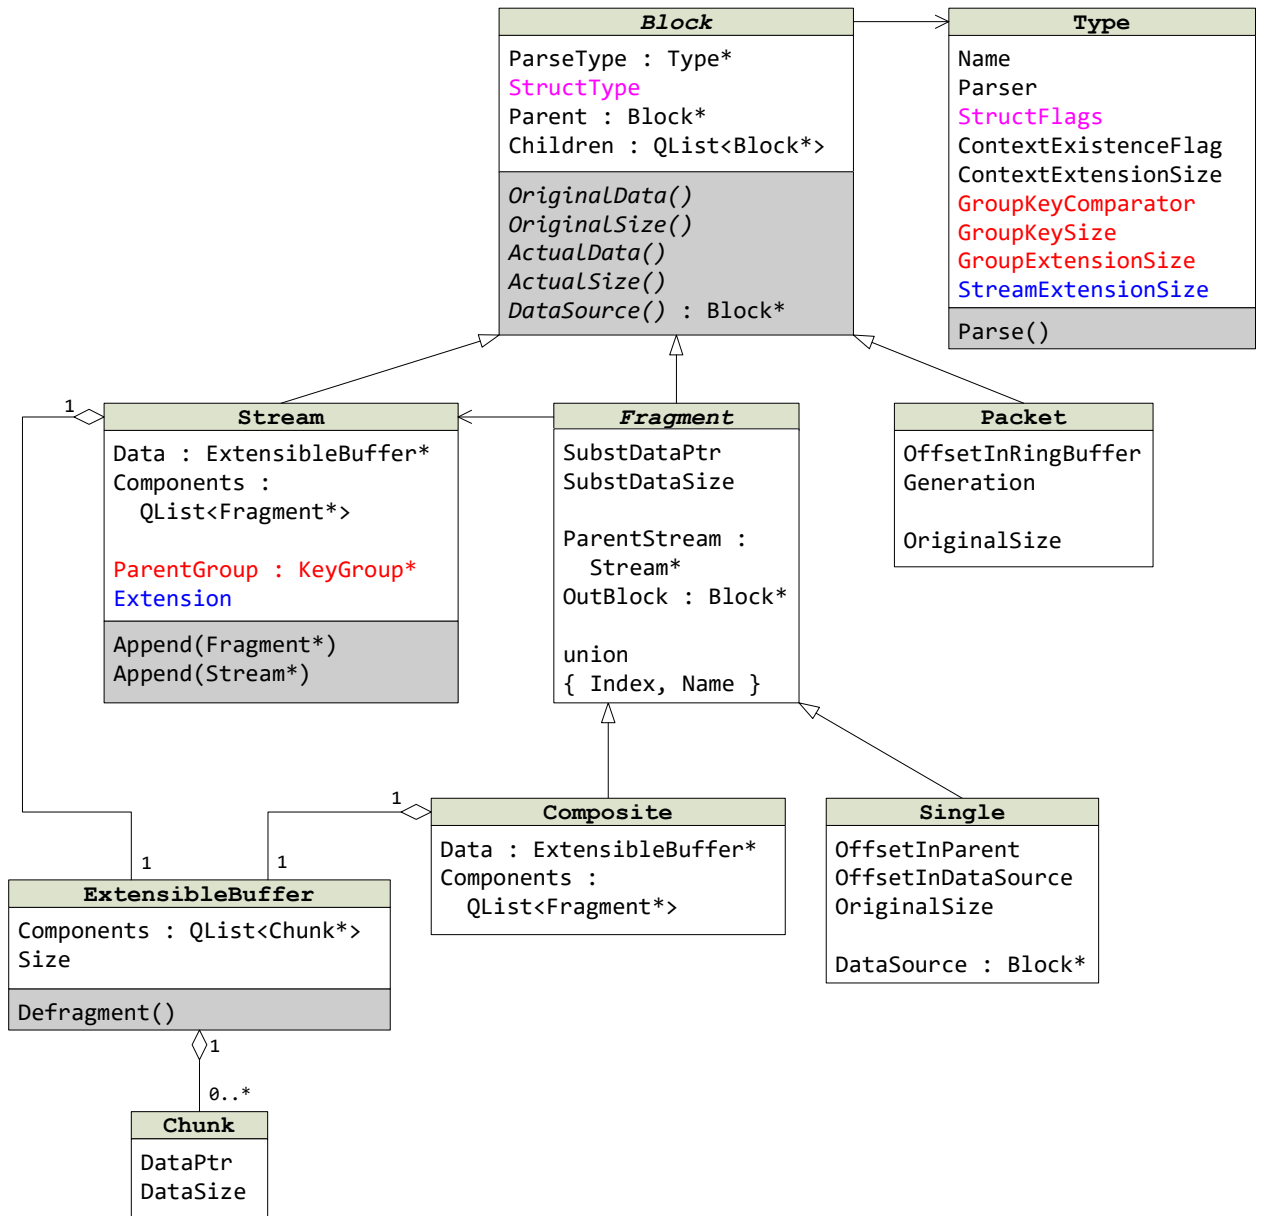 Block
ParseType : Type*
StructType
Parent : Block*
Children : QList<Block*>
OriginalData()
OriginalSize()
ActualData()
ActualSize()
DataSource() : Block*
Type
Name
Parser
StructFlags
ContextExistenceFlag
ContextExtensionSize
GroupKeyComparator
GroupKeySize
GroupExtensionSize
StreamExtensionSize
Parse()
1
Stream
Data : ExtensibleBuffer*
Components :
QList<Fragment*>
ParentGroup : KeyGroup*
Extension
Append(Fragment*)
Append(Stream*)
Fragment
SubstDataPtr
SubstDataSize
ParentStream :
Stream*
OutBlock : Block*
union
{ Index, Name }
Packet
OffsetInRingBuffer
Generation
OriginalSize
1
Composite
Data : ExtensibleBuffer*
Components :
QList<Fragment*>
Single
OffsetInParent
OffsetInDataSource
OriginalSize
DataSource : Block*
1
1
ExtensibleBuffer
Components : QList<Chunk*>
Size
Defragment()
1
0..*
Chunk
DataPtr
DataSize